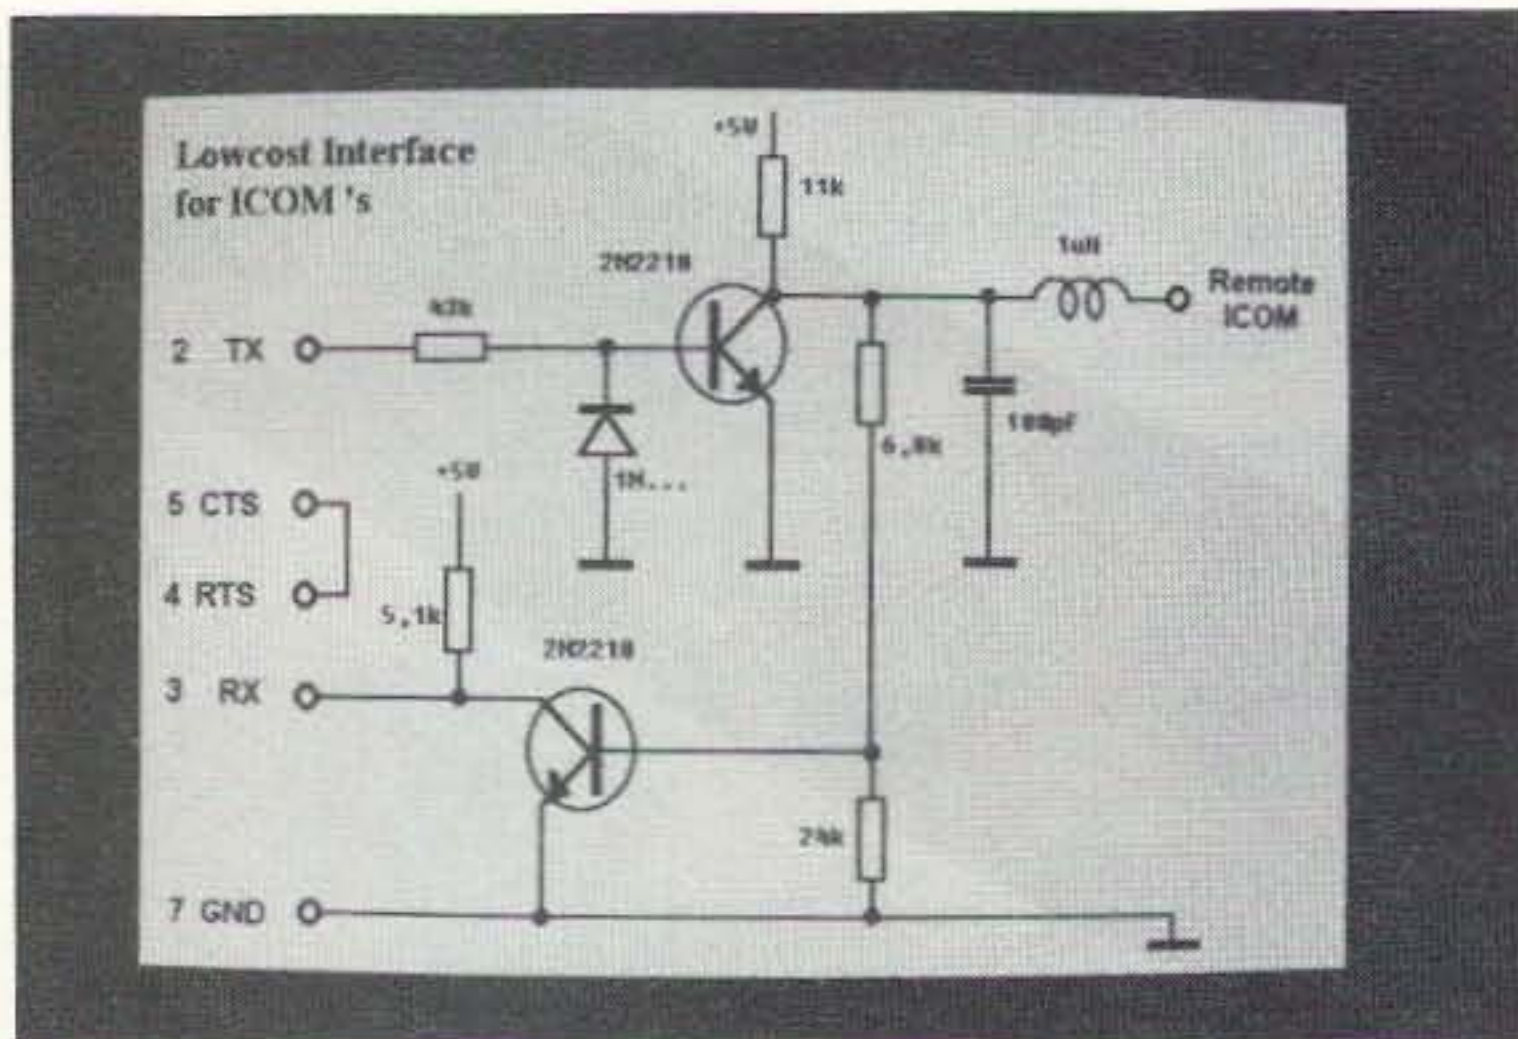 Lowcost Interface
for ICOM 's
+5V
11k
2N2218
1uH
Remote
ICOM
2 TX
100pF
6,8k
1N...
+5V
5 CTS
4 RTS
5,1k
2N2218
3 RX
24k
7 GND